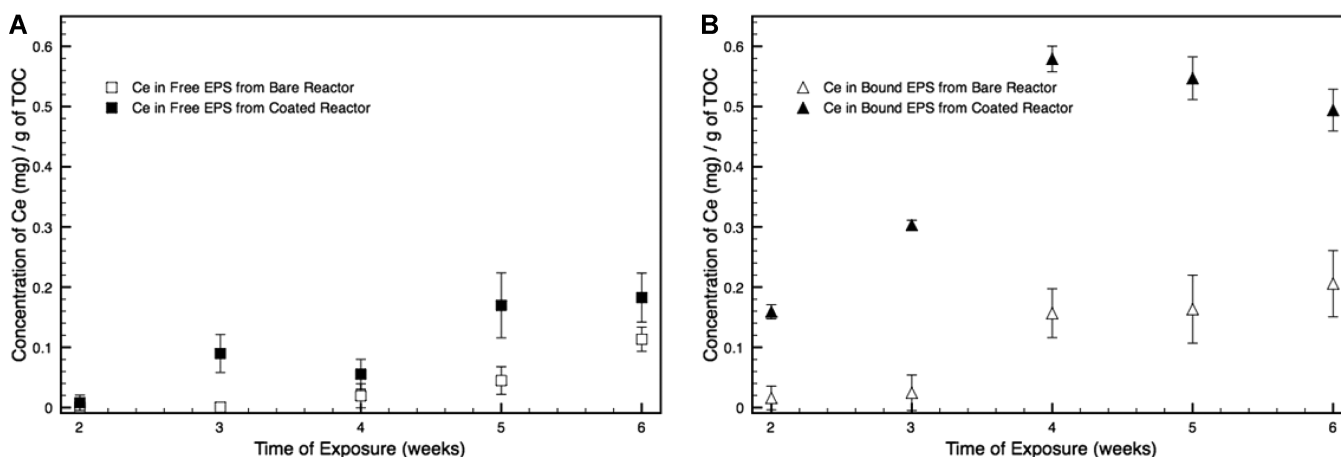 A
0.6
0.5
0.4
0.3
0.2
0.1
0
Concentration of Ce (mg) / g of TOC
Ce in Free EPS from Bare Reactor
Ce in Free EPS from Coated Reactor
2 3 4 5 6
Time of Exposure (weeks)
B
0.6
0.5
0.4
0.3
0.2
0.1
0
Concentration of Ce (mg) / g of TOC
Ce in Bound EPS from Bare Reactor
Ce in Bound EPS from Coated Reactor
2 3 4 5 6
Time of Exposure (weeks)